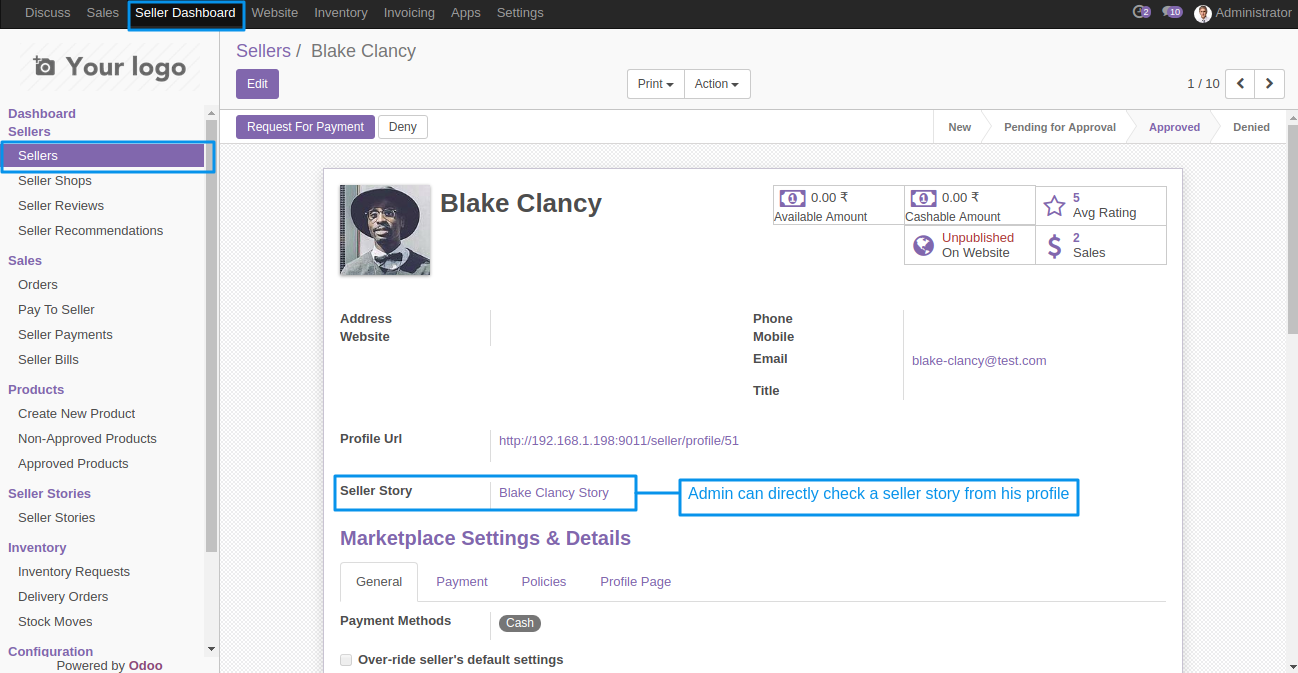 Discuss Sales Seller Dashboard Website Inventory Invoicing Apps Settings 2 10 Administrator
Your logo
Dashboard
Sellers
Sellers
Seller Shops
Seller Reviews
Seller Recommendations
Sales
Orders
Pay To Seller
Seller Payments
Seller Bills
Products
Create New Product
Non-Approved Products
Approved Products
Seller Stories
Seller Stories
Inventory
Inventory Requests
Delivery Orders
Stock Moves
Configuration
Powered by Odoo
Sellers / Blake Clancy
Edit Print Action 1 / 10
Request For Payment Deny New Pending for Approval Approved Denied
Blake Clancy
0.00 ₹
Available Amount
0.00 ₹
Cashable Amount
5
Avg Rating
Unpublished
On Website
2
Sales
Address
Website
Phone
Mobile
Email blake-clancy@test.com
Title
Profile Url http://192.168.1.198:9011/seller/profile/51
Seller Story Blake Clancy Story Admin can directly check a seller story from his profile
Marketplace Settings & Details
General Payment Policies Profile Page
Payment Methods Cash
Over-ride seller's default settings